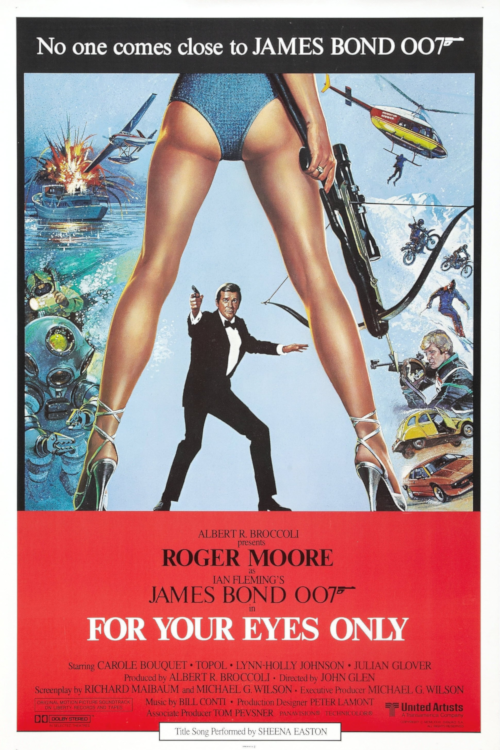 No one comes close to JAMES BOND 007
ALBERT R. BROCCOLI
presents
ROGER MOORE
as
IAN FLEMING'S
JAMES BOND 007
in
FOR YOUR EYES ONLY
Starring CAROLE BOUQUET • TOPOL • LYNN-HOLLY JOHNSON • JULIAN GLOVER
Produced by ALBERT R. BROCCOLI • Directed by JOHN GLEN
Screenplay by RICHARD MAIBAUM and MICHAEL G. WILSON • Executive Producer MICHAEL G. WILSON
Music by BILL CONTI • Production Designer PETER LAMONT
Associate Producer TOM PEVSNER
United Artists
DOLBY STEREO
Title Song Performed by SHEENA EASTON